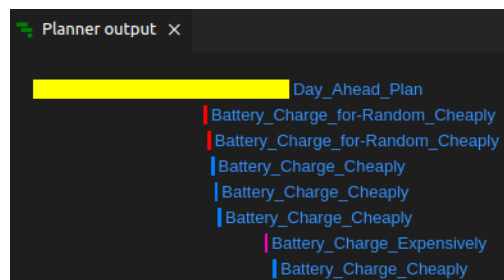 Planner output ×
Day_Ahead_Plan
Battery_Charge_for-Random_Cheaply
Battery_Charge_for-Random_Cheaply
Battery_Charge_Cheaply
Battery_Charge_Cheaply
Battery_Charge_Cheaply
Battery_Charge_Expensively
Battery_Charge_Cheaply